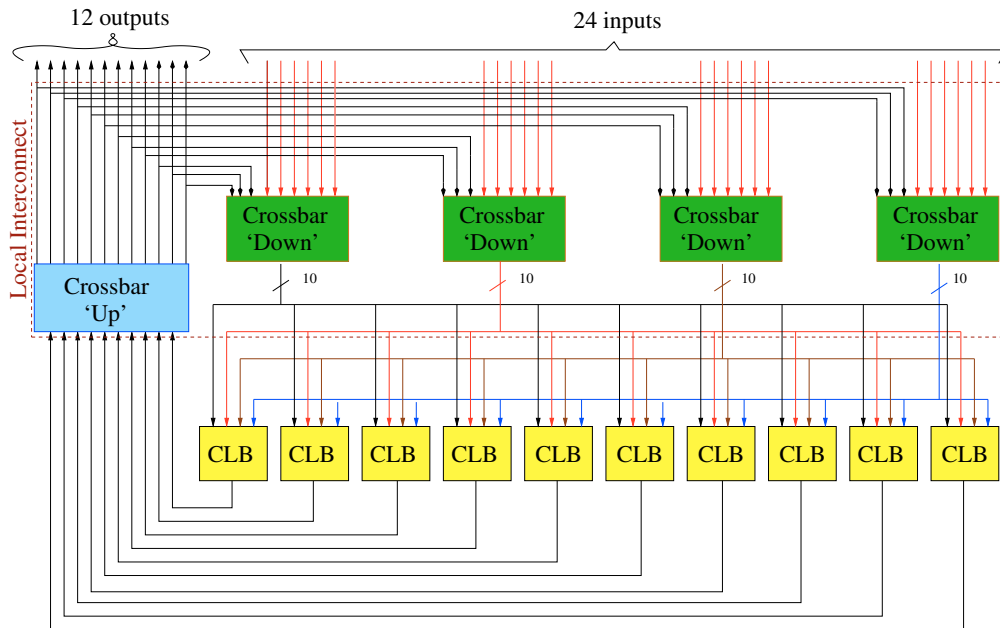 12 outputs
24 inputs
Local Interconnect
Crossbar
'Down'
Crossbar
'Down'
Crossbar
'Down'
Crossbar
'Down'
Crossbar
'Up'
10
10
10
10
CLB
CLB
CLB
CLB
CLB
CLB
CLB
CLB
CLB
CLB